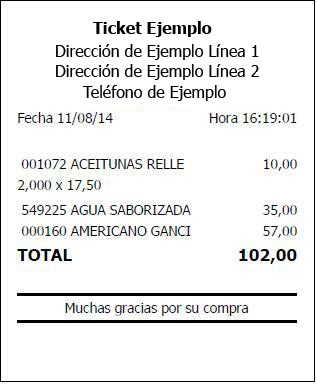 Ticket Ejemplo
Dirección de Ejemplo Línea 1
Dirección de Ejemplo Línea 2
Teléfono de Ejemplo
Fecha 11/08/14 Hora 16:19:01
001072 ACEITUNAS RELLE 10,00
2,000 x 17,50
549225 AGUA SABORIZADA 35,00
000160 AMERICANO GANCI 57,00
TOTAL 102,00
Muchas gracias por su compra